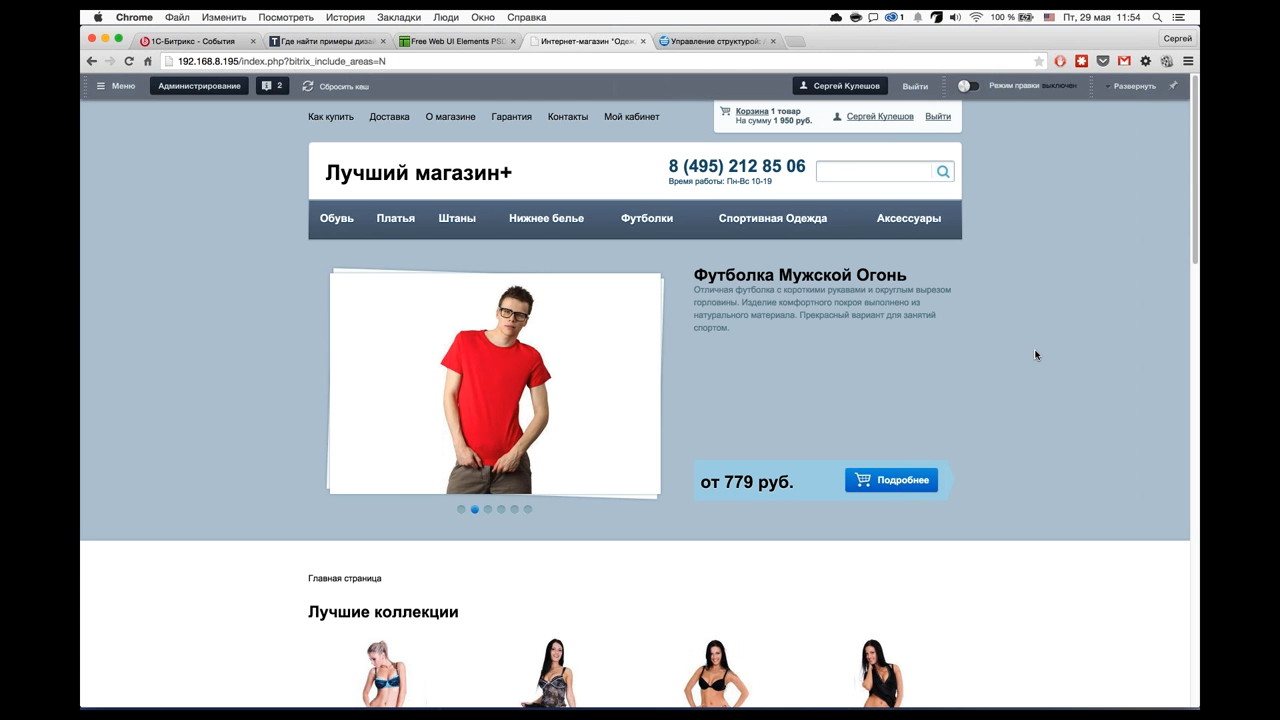 Chrome Файл Изменить Посмотреть История Закладки Люди Окно Справка 1 100 % Пт, 29 мая 11:54
1С-Битрикс - События Где найти примеры дизай Free Web UI Elements PSD Интернет-магазин "Одеж Управление структурой: Сергей
192.168.8.195/index.php?bitrix_include_areas=N
Меню Администрирование 2 Сбросить кеш Сергей Кулешов Выйти Режим правки выключен Развернуть
Как купить Доставка О магазине Гарантия Контакты Мой кабинет
Корзина 1 товар
На сумму 1 950 руб.
Сергей Кулешов Выйти
Лучший магазин+
8 (495) 212 85 06
Время работы: Пн-Вс 10-19
Обувь Платья Штаны Нижнее белье Футболки Спортивная Одежда Аксессуары
Футболка Мужской Огонь
Отличная футболка с короткими рукавами и округлым вырезом
горловины. Изделие комфортного покроя выполнено из
натурального материала. Прекрасный вариант для занятий
спортом.
от 779 руб. Подробнее
Главная страница
Лучшие коллекции